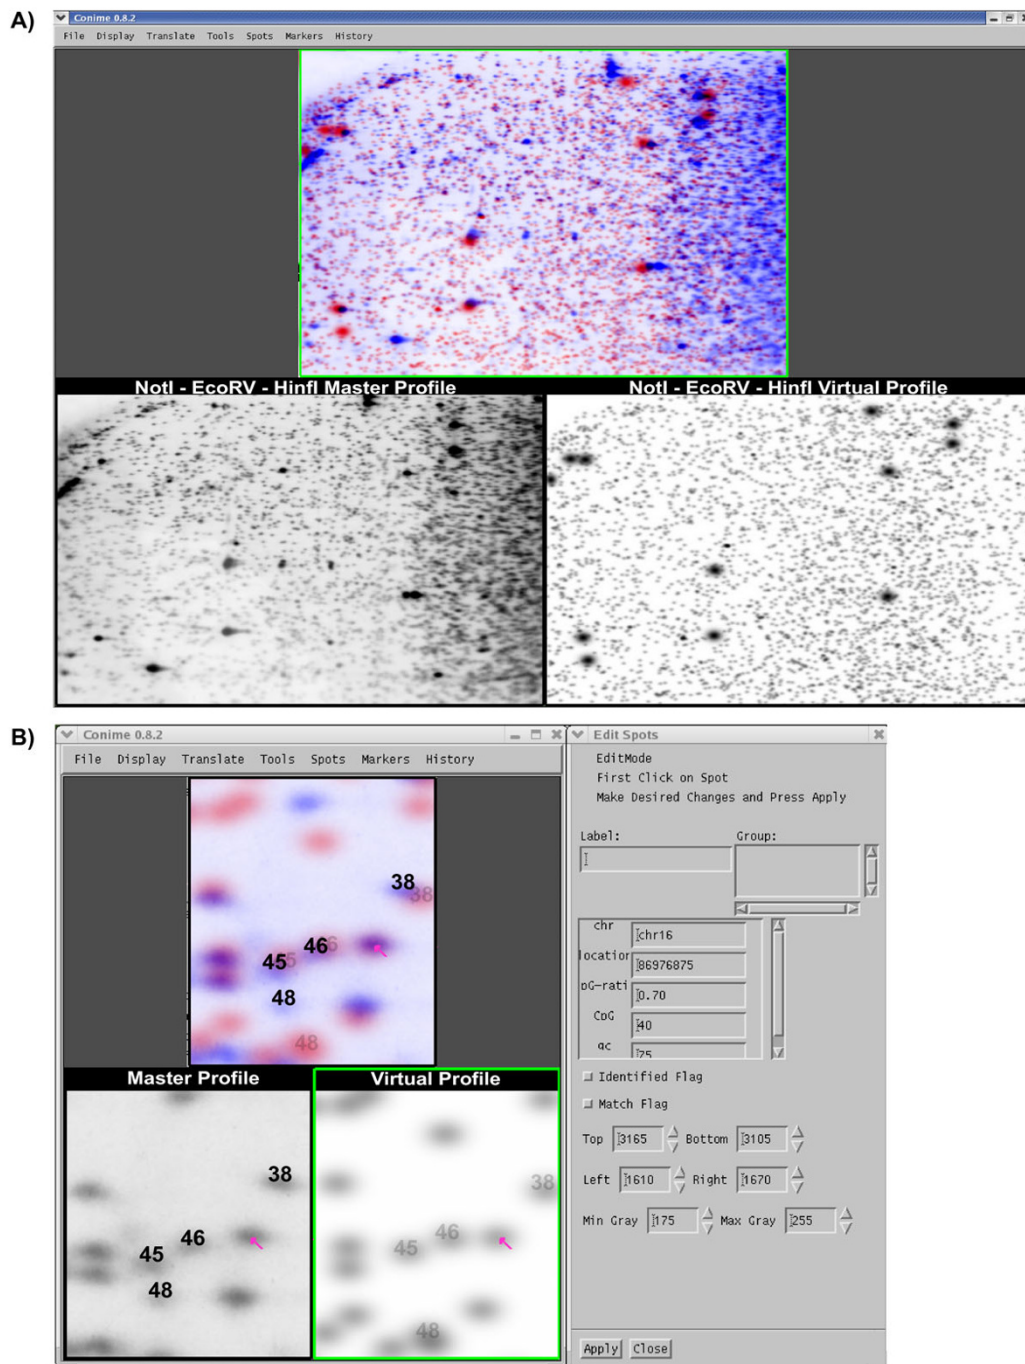 A)
Conime 0.8.2
File Display Translate Tools Spots Markers History
NotI - EcoRV - HinfI Master Profile
NotI - EcoRV - HinfI Virtual Profile
B)
Conime 0.8.2
File Display Translate Tools Spots Markers History
38
38
46
45
48
48
Master Profile
Virtual Profile
38
46
45
48
38
46
45
48
Edit Spots
EditMode
First Click on Spot
Make Desired Changes and Press Apply
Label:
Group:
chr
chr16
location
86976875
pG-rati
0.70
CpG
40
gc
75
Identified Flag
Match Flag
Top 3165 Bottom 3105
Left 1610 Right 1670
Min Gray 175 Max Gray 255
Apply Close